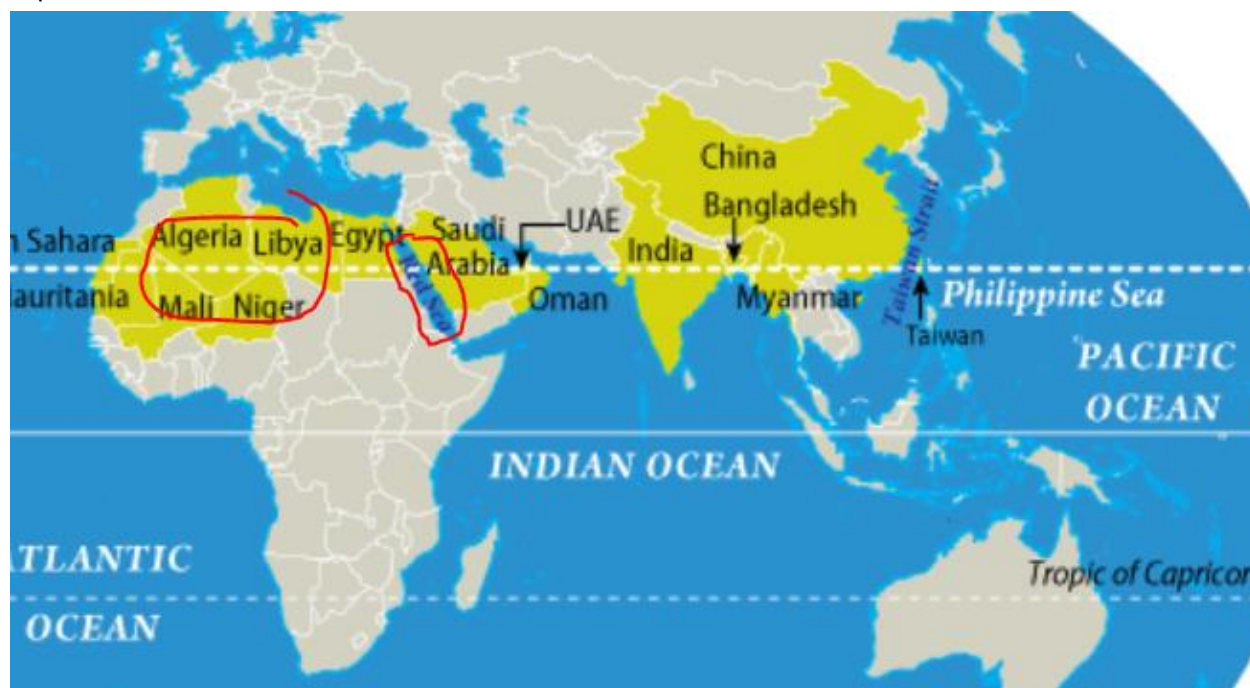 China
Bangladesh
Taiwan Strait
Saudi
Arabia
UAE
n Sahara
Algeria
Libya
Egypt
India
Red Sea
Mali
Niger
auritania
Oman
Myanmar
Philippine Sea
Taiwan
PACIFIC
OCEAN
INDIAN OCEAN
TLANTIC
OCEAN
Tropic of Capricor